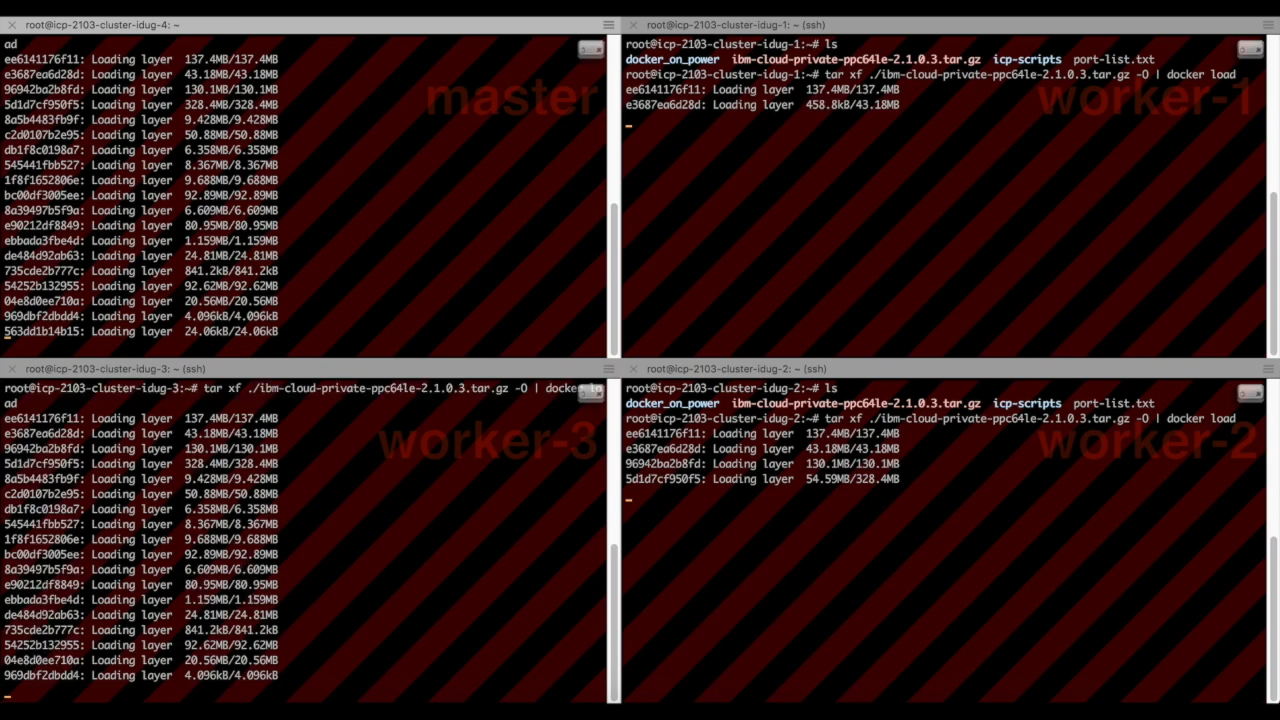 root@icp-2103-cluster-idug-4: ~
ad
ee6141176f11: Loading layer 137.4MB/137.4MB
e3687ea6d28d: Loading layer 43.18MB/43.18MB
96942ba2b8fd: Loading layer 130.1MB/130.1MB
5d1d7cf950f5: Loading layer 328.4MB/328.4MB
8a5b4483fb9f: Loading layer 9.428MB/9.428MB
c2d0107b2e95: Loading layer 50.88MB/50.88MB
db1f8c0198a7: Loading layer 6.358MB/6.358MB
545441fbb527: Loading layer 8.367MB/8.367MB
1f8f1652806e: Loading layer 9.688MB/9.688MB
bc00df3005ee: Loading layer 92.89MB/92.89MB
8a39497b5f9a: Loading layer 6.609MB/6.609MB
e90212df8849: Loading layer 80.95MB/80.95MB
ebbada3fbe4d: Loading layer 1.159MB/1.159MB
de484d92ab63: Loading layer 24.81MB/24.81MB
735cde2b777c: Loading layer 841.2kB/841.2kB
54252b132955: Loading layer 92.62MB/92.62MB
04e8d0ee710a: Loading layer 20.56MB/20.56MB
969dbf2dbdd4: Loading layer 4.096kB/4.096kB
563dd1b14b15: Loading layer 24.06kB/24.06kB
master
root@icp-2103-cluster-idug-1: ~ (ssh)
root@icp-2103-cluster-idug-1:~# ls
docker_on_power ibm-cloud-private-ppc64le-2.1.0.3.tar.gz icp-scripts port-list.txt
root@icp-2103-cluster-idug-1:~# tar xf ./ibm-cloud-private-ppc64le-2.1.0.3.tar.gz -O | docker load
ee6141176f11: Loading layer 137.4MB/137.4MB
e3687ea6d28d: Loading layer 458.8kB/43.18MB
worker-1
root@icp-2103-cluster-idug-3: ~ (ssh)
root@icp-2103-cluster-idug-3:~# tar xf ./ibm-cloud-private-ppc64le-2.1.0.3.tar.gz -O | docker lo
ad
ee6141176f11: Loading layer 137.4MB/137.4MB
e3687ea6d28d: Loading layer 43.18MB/43.18MB
96942ba2b8fd: Loading layer 130.1MB/130.1MB
5d1d7cf950f5: Loading layer 328.4MB/328.4MB
8a5b4483fb9f: Loading layer 9.428MB/9.428MB
c2d0107b2e95: Loading layer 50.88MB/50.88MB
db1f8c0198a7: Loading layer 6.358MB/6.358MB
545441fbb527: Loading layer 8.367MB/8.367MB
1f8f1652806e: Loading layer 9.688MB/9.688MB
bc00df3005ee: Loading layer 92.89MB/92.89MB
8a39497b5f9a: Loading layer 6.609MB/6.609MB
e90212df8849: Loading layer 80.95MB/80.95MB
ebbada3fbe4d: Loading layer 1.159MB/1.159MB
de484d92ab63: Loading layer 24.81MB/24.81MB
735cde2b777c: Loading layer 841.2kB/841.2kB
54252b132955: Loading layer 92.62MB/92.62MB
04e8d0ee710a: Loading layer 20.56MB/20.56MB
969dbf2dbdd4: Loading layer 4.096kB/4.096kB
worker-3
root@icp-2103-cluster-idug-2: ~ (ssh)
root@icp-2103-cluster-idug-2:~# ls
docker_on_power ibm-cloud-private-ppc64le-2.1.0.3.tar.gz icp-scripts port-list.txt
root@icp-2103-cluster-idug-2:~# tar xf ./ibm-cloud-private-ppc64le-2.1.0.3.tar.gz -O | docker load
ee6141176f11: Loading layer 137.4MB/137.4MB
e3687ea6d28d: Loading layer 43.18MB/43.18MB
96942ba2b8fd: Loading layer 130.1MB/130.1MB
5d1d7cf950f5: Loading layer 54.59MB/328.4MB
worker-2